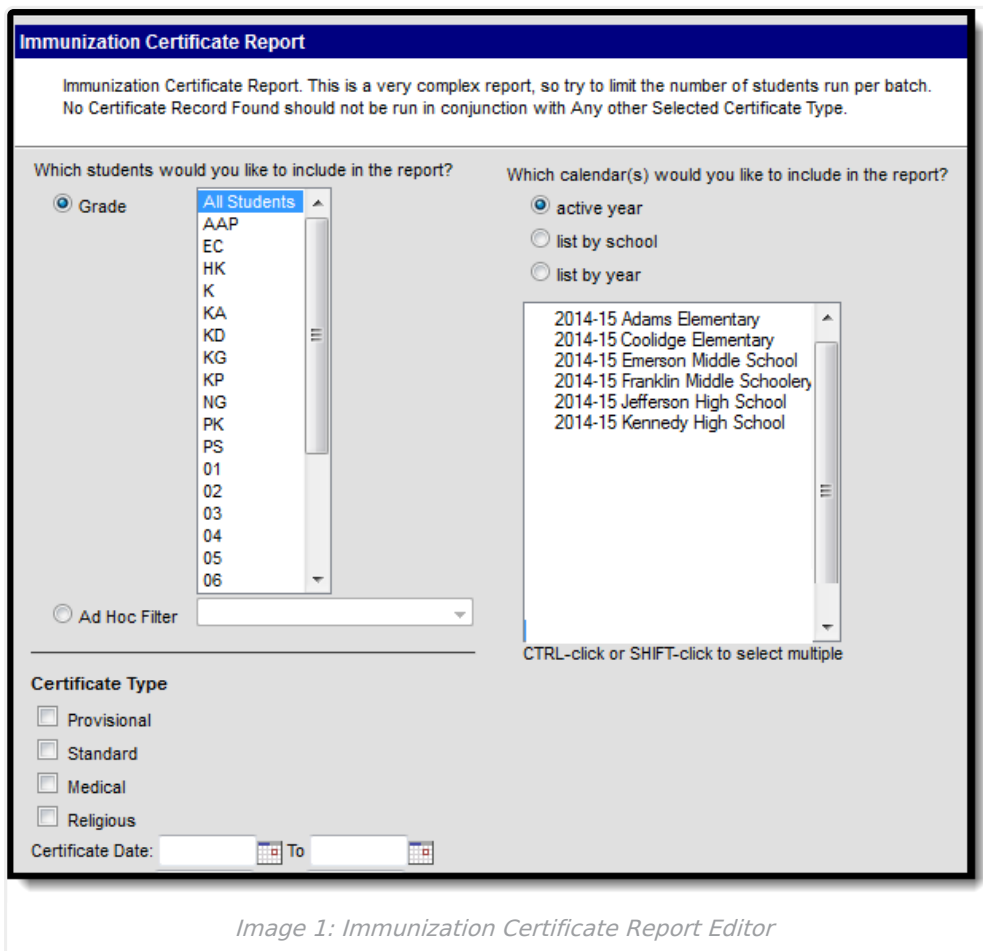 Immunization Certificate Report
Immunization Certificate Report. This is a very complex report, so try to limit the number of students run per batch.
No Certificate Record Found should not be run in conjunction with Any other Selected Certificate Type.
Which students would you like to include in the report?
Grade
All Students
AAP
EC
HK
K
KA
KD
KG
KP
NG
PK
PS
01
02
03
04
05
06
Ad Hoc Filter
Which calendar(s) would you like to include in the report?
active year
list by school
list by year
2014-15 Adams Elementary
2014-15 Coolidge Elementary
2014-15 Emerson Middle School
2014-15 Franklin Middle Schoolery
2014-15 Jefferson High School
2014-15 Kennedy High School
CTRL-click or SHIFT-click to select multiple
Certificate Type
Provisional
Standard
Medical
Religious
Certificate Date: To
Image 1: Immunization Certificate Report Editor